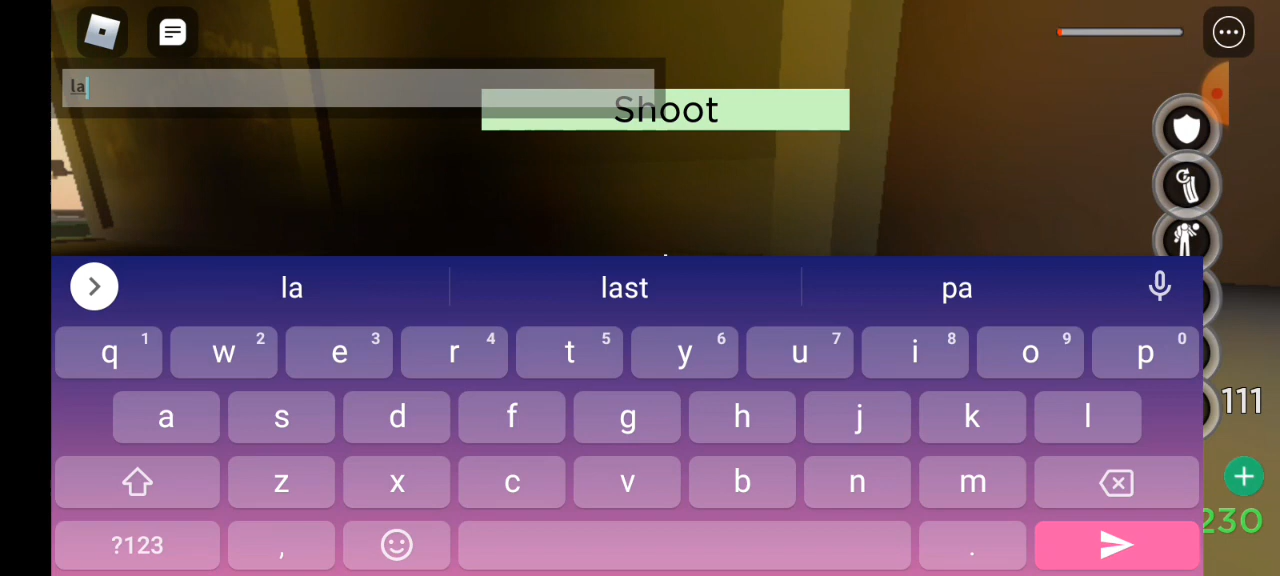 la
Shoot
la last pa
q 1 w 2 e 3 r 4 t 5 y 6 u 7 i 8 o 9 p 0
a s d f g h j k l
111
z x c v b n m
230
?123 , .